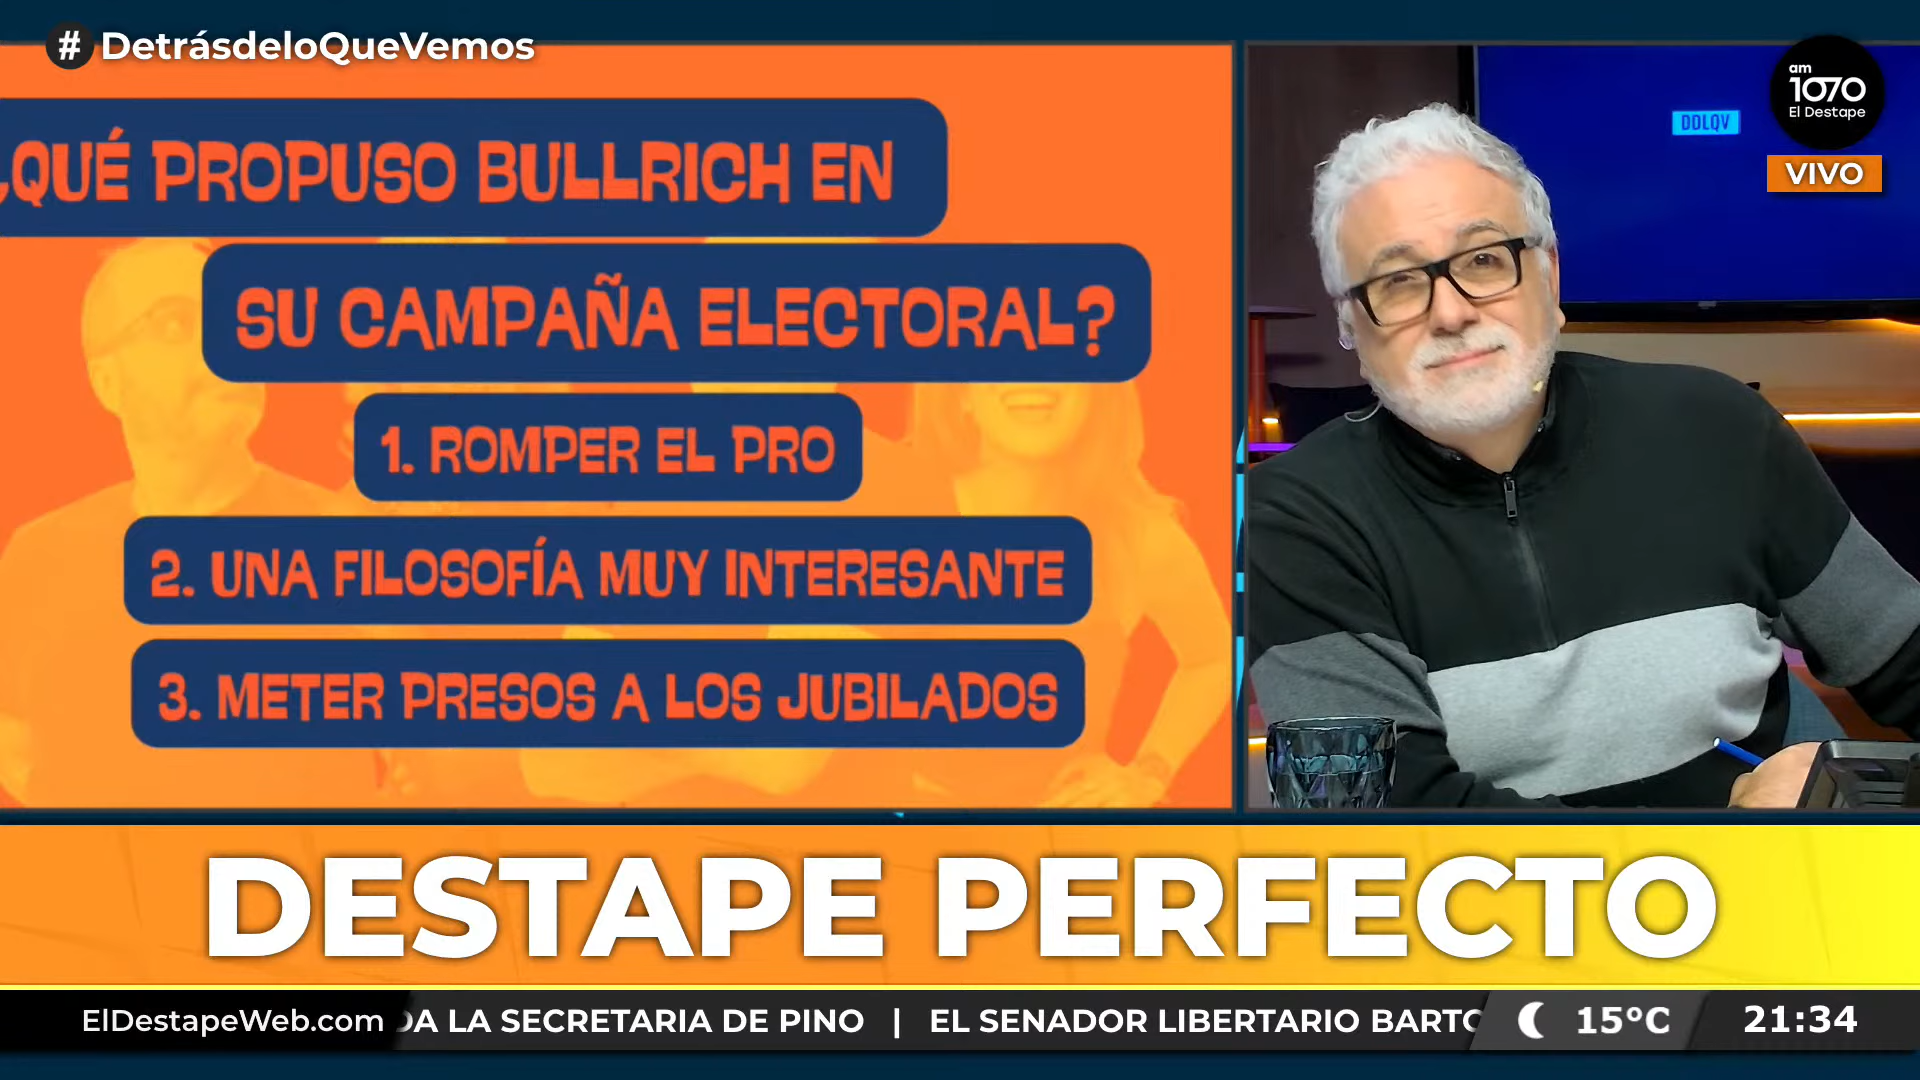 # DetrásdeloQueVemos
¿QUÉ PROPUSO BULLRICH EN
SU CAMPAÑA ELECTORAL?
1. ROMPER EL PRO
2. UNA FILOSOFÍA MUY INTERESANTE
3. METER PRESOS A LOS JUBILADOS
DDLQV
am
1070
El Destape
VIVO
DESTAPE PERFECTO
ElDestapeWeb.com
DA LA SECRETARIA DE PINO | EL SENADOR LIBERTARIO BARTO
15°C
21:34